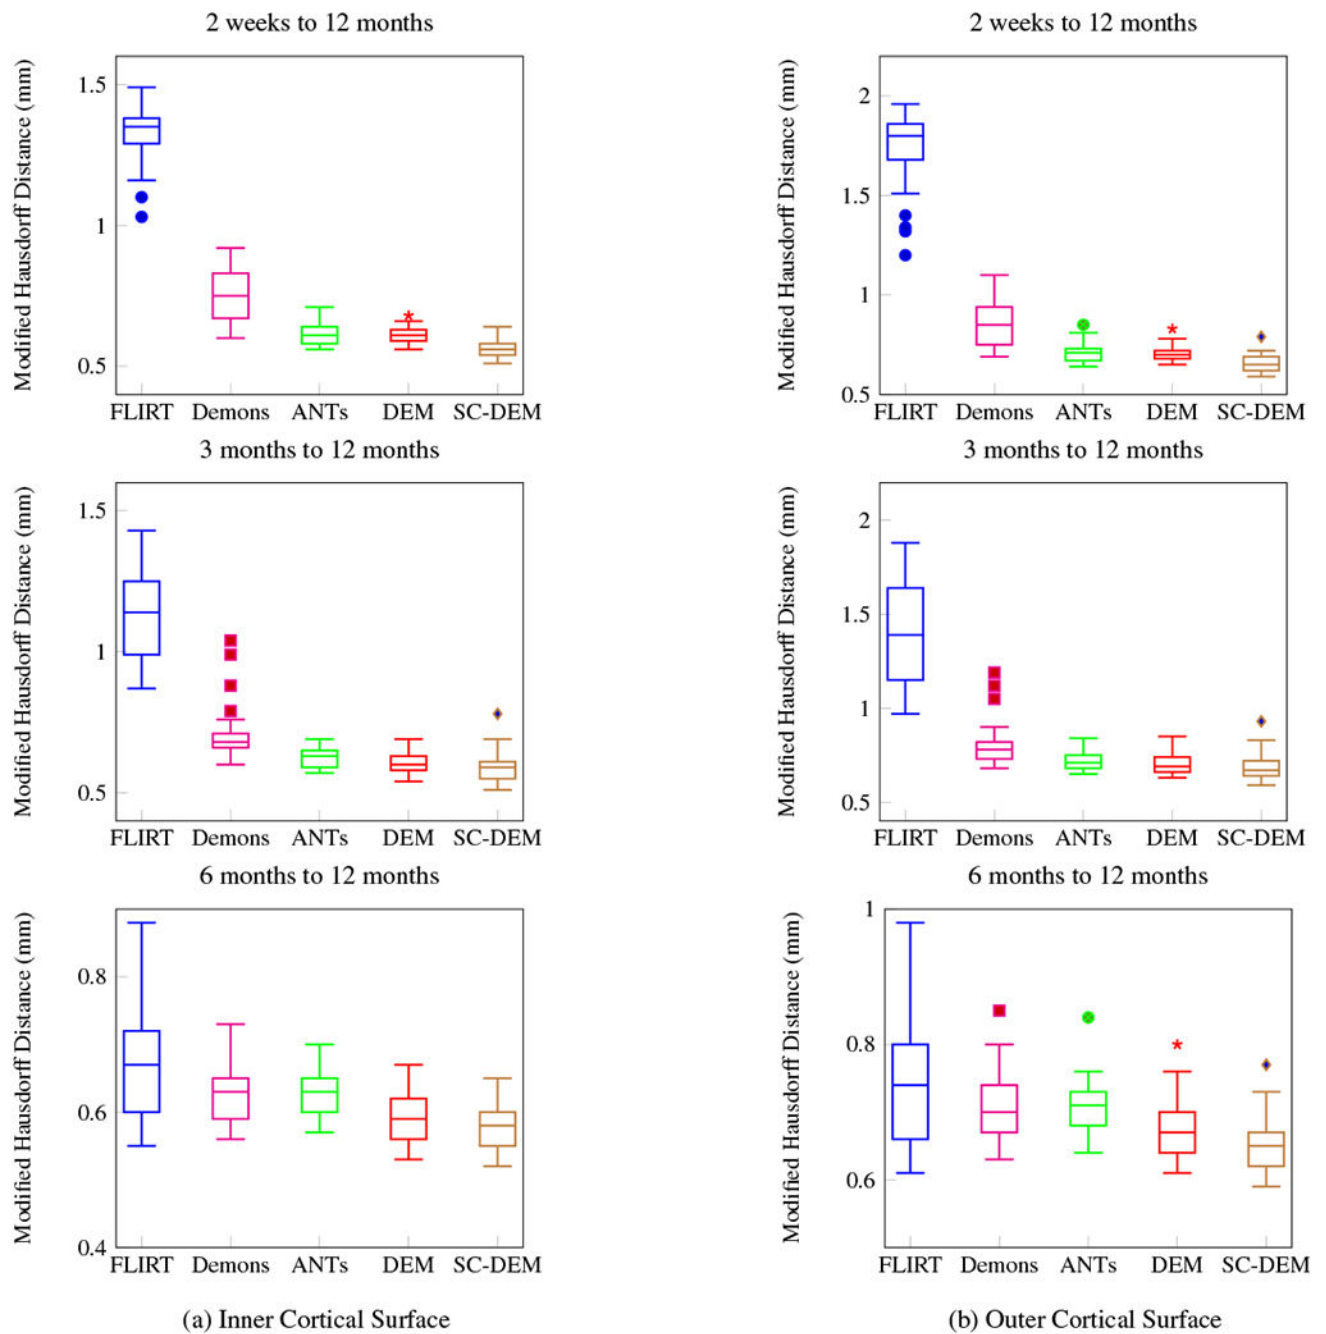 2 weeks to 12 months
Modified Hausdorff Distance (mm)
1.5
1
0.5
FLIRT Demons ANTs DEM SC-DEM
2 weeks to 12 months
Modified Hausdorff Distance (mm)
2
1.5
1
0.5
FLIRT Demons ANTs DEM SC-DEM
3 months to 12 months
Modified Hausdorff Distance (mm)
1.5
1
0.5
FLIRT Demons ANTs DEM SC-DEM
3 months to 12 months
Modified Hausdorff Distance (mm)
2
1.5
1
0.5
FLIRT Demons ANTs DEM SC-DEM
6 months to 12 months
Modified Hausdorff Distance (mm)
0.8
0.6
0.4
FLIRT Demons ANTs DEM SC-DEM
6 months to 12 months
Modified Hausdorff Distance (mm)
1
0.8
0.6
FLIRT Demons ANTs DEM SC-DEM
(a) Inner Cortical Surface
(b) Outer Cortical Surface